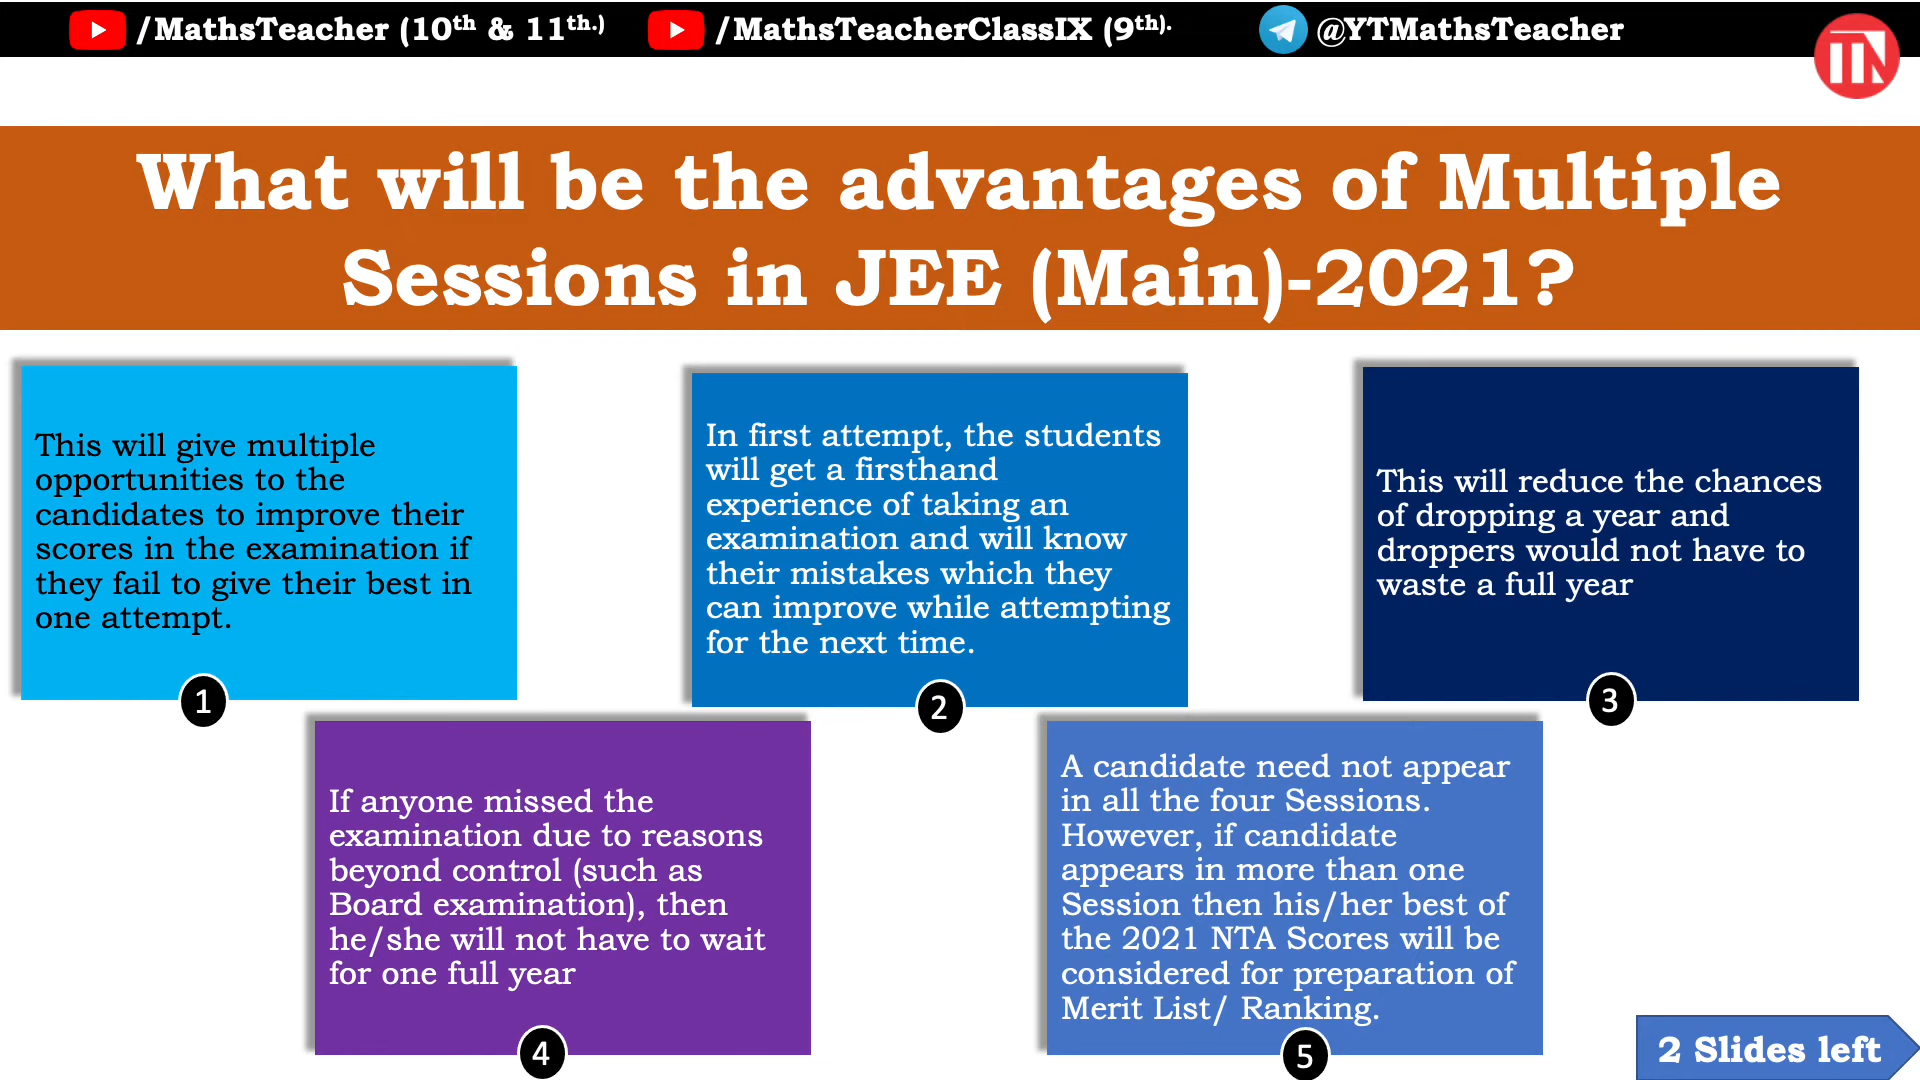 /MathsTeacher (10th & 11th.)
/MathsTeacherClassIX (9th).
@YTMathsTeacher
What will be the advantages of Multiple
Sessions in JEE (Main)-2021?
This will give multiple
opportunities to the
candidates to improve their
scores in the examination if
they fail to give their best in
one attempt.
1
In first attempt, the students
will get a firsthand
experience of taking an
examination and will know
their mistakes which they
can improve while attempting
for the next time.
2
This will reduce the chances
of dropping a year and
droppers would not have to
waste a full year
3
If anyone missed the
examination due to reasons
beyond control (such as
Board examination), then
he/she will not have to wait
for one full year
4
A candidate need not appear
in all the four Sessions.
However, if candidate
appears in more than one
Session then his/her best of
the 2021 NTA Scores will be
considered for preparation of
Merit List/ Ranking.
5
2 Slides left